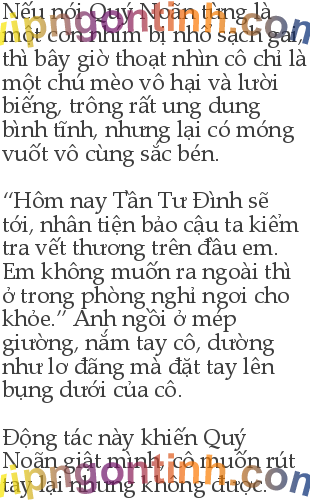 Nếu nói Quý Noãn từng là
một con nhím bị nhổ sạch gai,
thì bây giờ thoạt nhìn cô chỉ là
một chú mèo vô hại và lười
biếng, trông rất ung dung
bình tĩnh, nhưng lại có móng
vuốt vô cùng sắc bén.
“Hôm nay Tần Tư Đình sẽ
tới, nhân tiện bảo cậu ta kiểm
tra vết thương trên đầu em.
Em không muốn ra ngoài thì
ở trong phòng nghỉ ngơi cho
khỏe.” Anh ngồi ở mép
giường, nắm tay cô, dường
như lơ đãng mà đặt tay lên
bụng dưới của cô.
Động tác này khiến Quý
Noãn giật mình, cô muốn rút
tay lại nhưng không được.